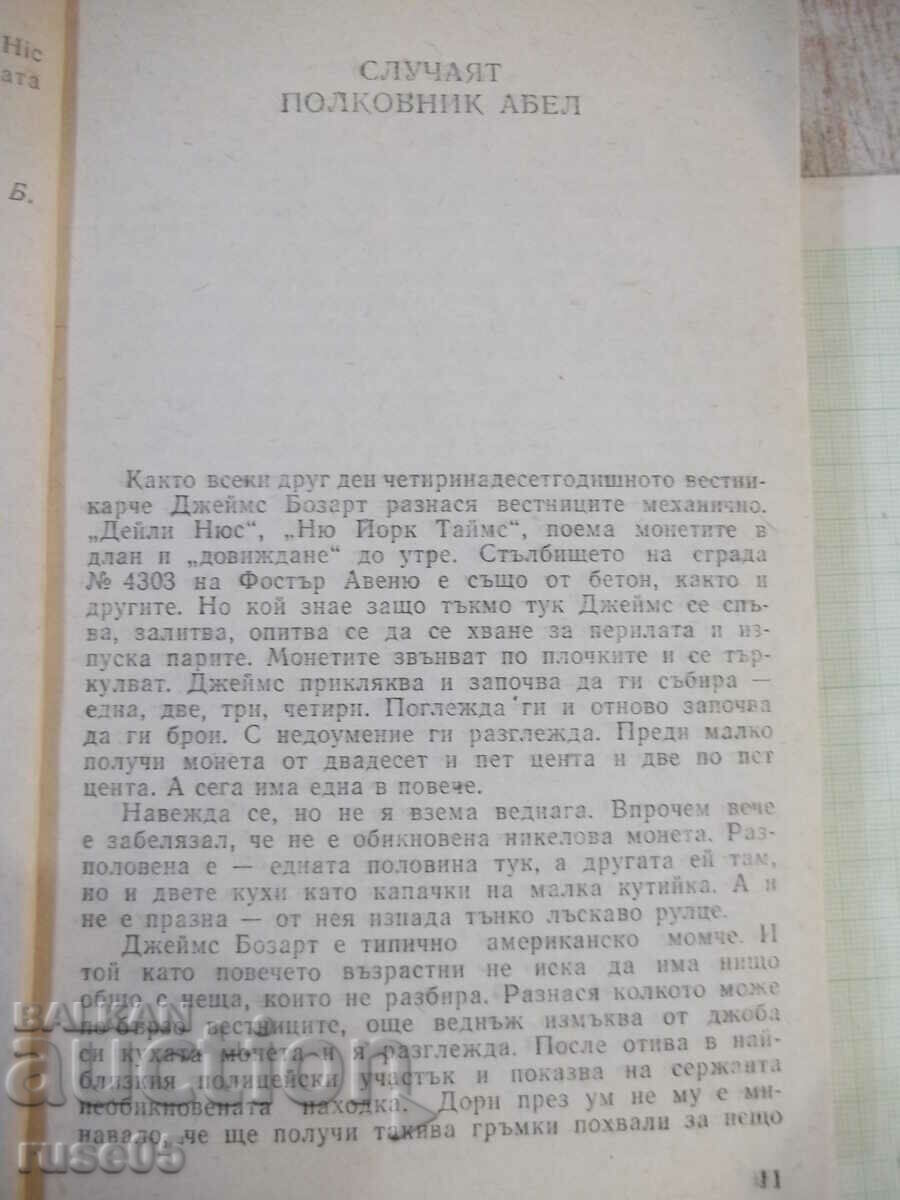 Ніс
ата
Б.
СЛУЧАЯТ
ПОЛКОВНИК АБЕЛ
Както всеки друг ден четиринадесетгодишното вестни-
карче Джеймс Бозарт разнася вестниците механично.
„Дейли Нюс“, „Ню Йорк Таймс“, поема монетите в
длан и „довиждане“ до утре. Стълбището на сграда
№ 4303 на Фостър Авеню е също от бетон, както и
другите. Но кой знае защо тъкмо тук Джеймс се спъ-
ва, залитва, опитва се да се хване за перилата и из-
пуска парите. Монетите звънват по плочките и се тър-
кулват. Джеймс прикляква и започва да ги събира —
една, две, три, четири. Поглежда ги и отново започва
да ги брои. С недоумение ги разглежда. Преди малко
получи монета от двадесет и пет цента и две по пет
цента. А сега има една в повече.
Навежда се, но не я взема веднага. Впрочем вече
е забелязал, че не е обикновена никелова монета. Раз-
половена е — едната половина тук, а другата ей там,
но и двете кухи като капачки на малка кутийка. А и
не е празна — от нея изпада тънко лъскаво рулце.
Джеймс Бозарт е типично американско момче. И
той като повечето възрастни не иска да има нищо
общо с неща, които не разбира. Разнася колкото може
по-бързо вестниците, още веднъж измъква от джоба
си кухата монета и я разглежда. После отива в най-
близкия полицейски участък и показва на сержанта
необикновената находка. Дори през ум не му е ми-
навало, че ще получи такива гръмки похвали за нещо
11
BALKAN
auction
ruse05